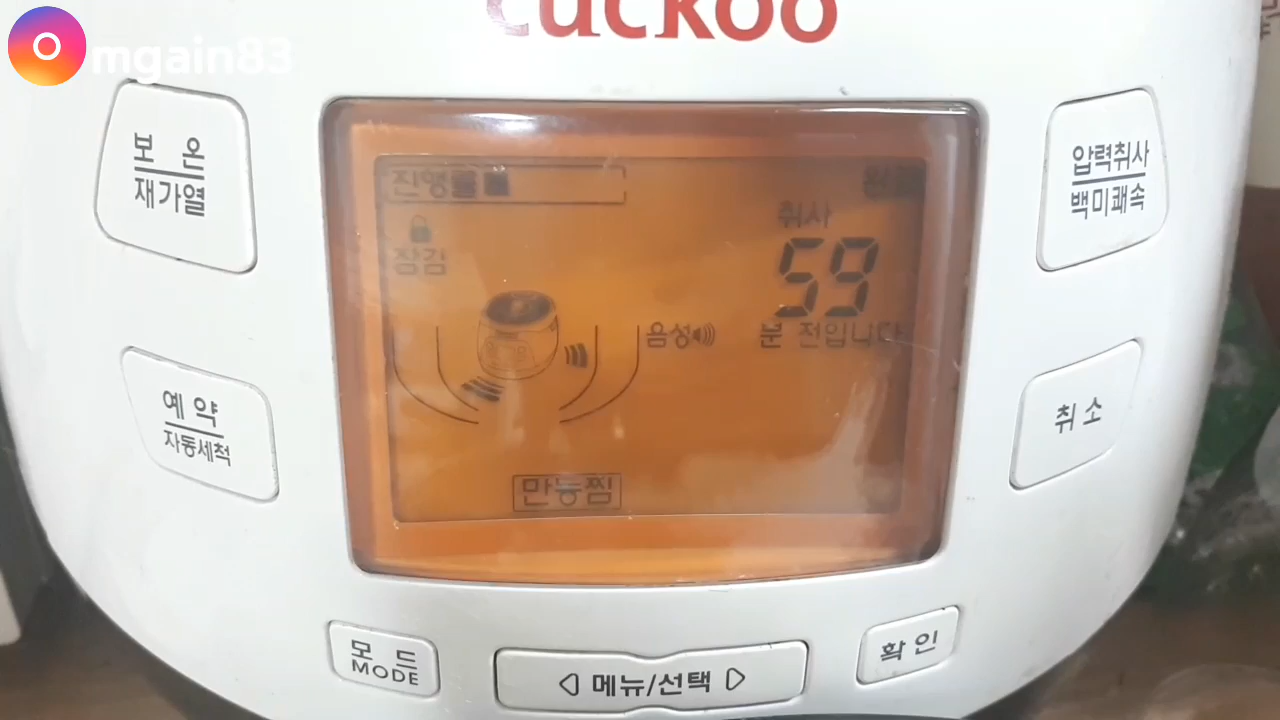 cuckoo
mgain83
보 온
재가열
압력취사
백미쾌속
진행
취사
잠김
59
음성
분 전입니다
예 약
자동세척
취 소
만능찜
모 드
MODE
메뉴/선택
확 인